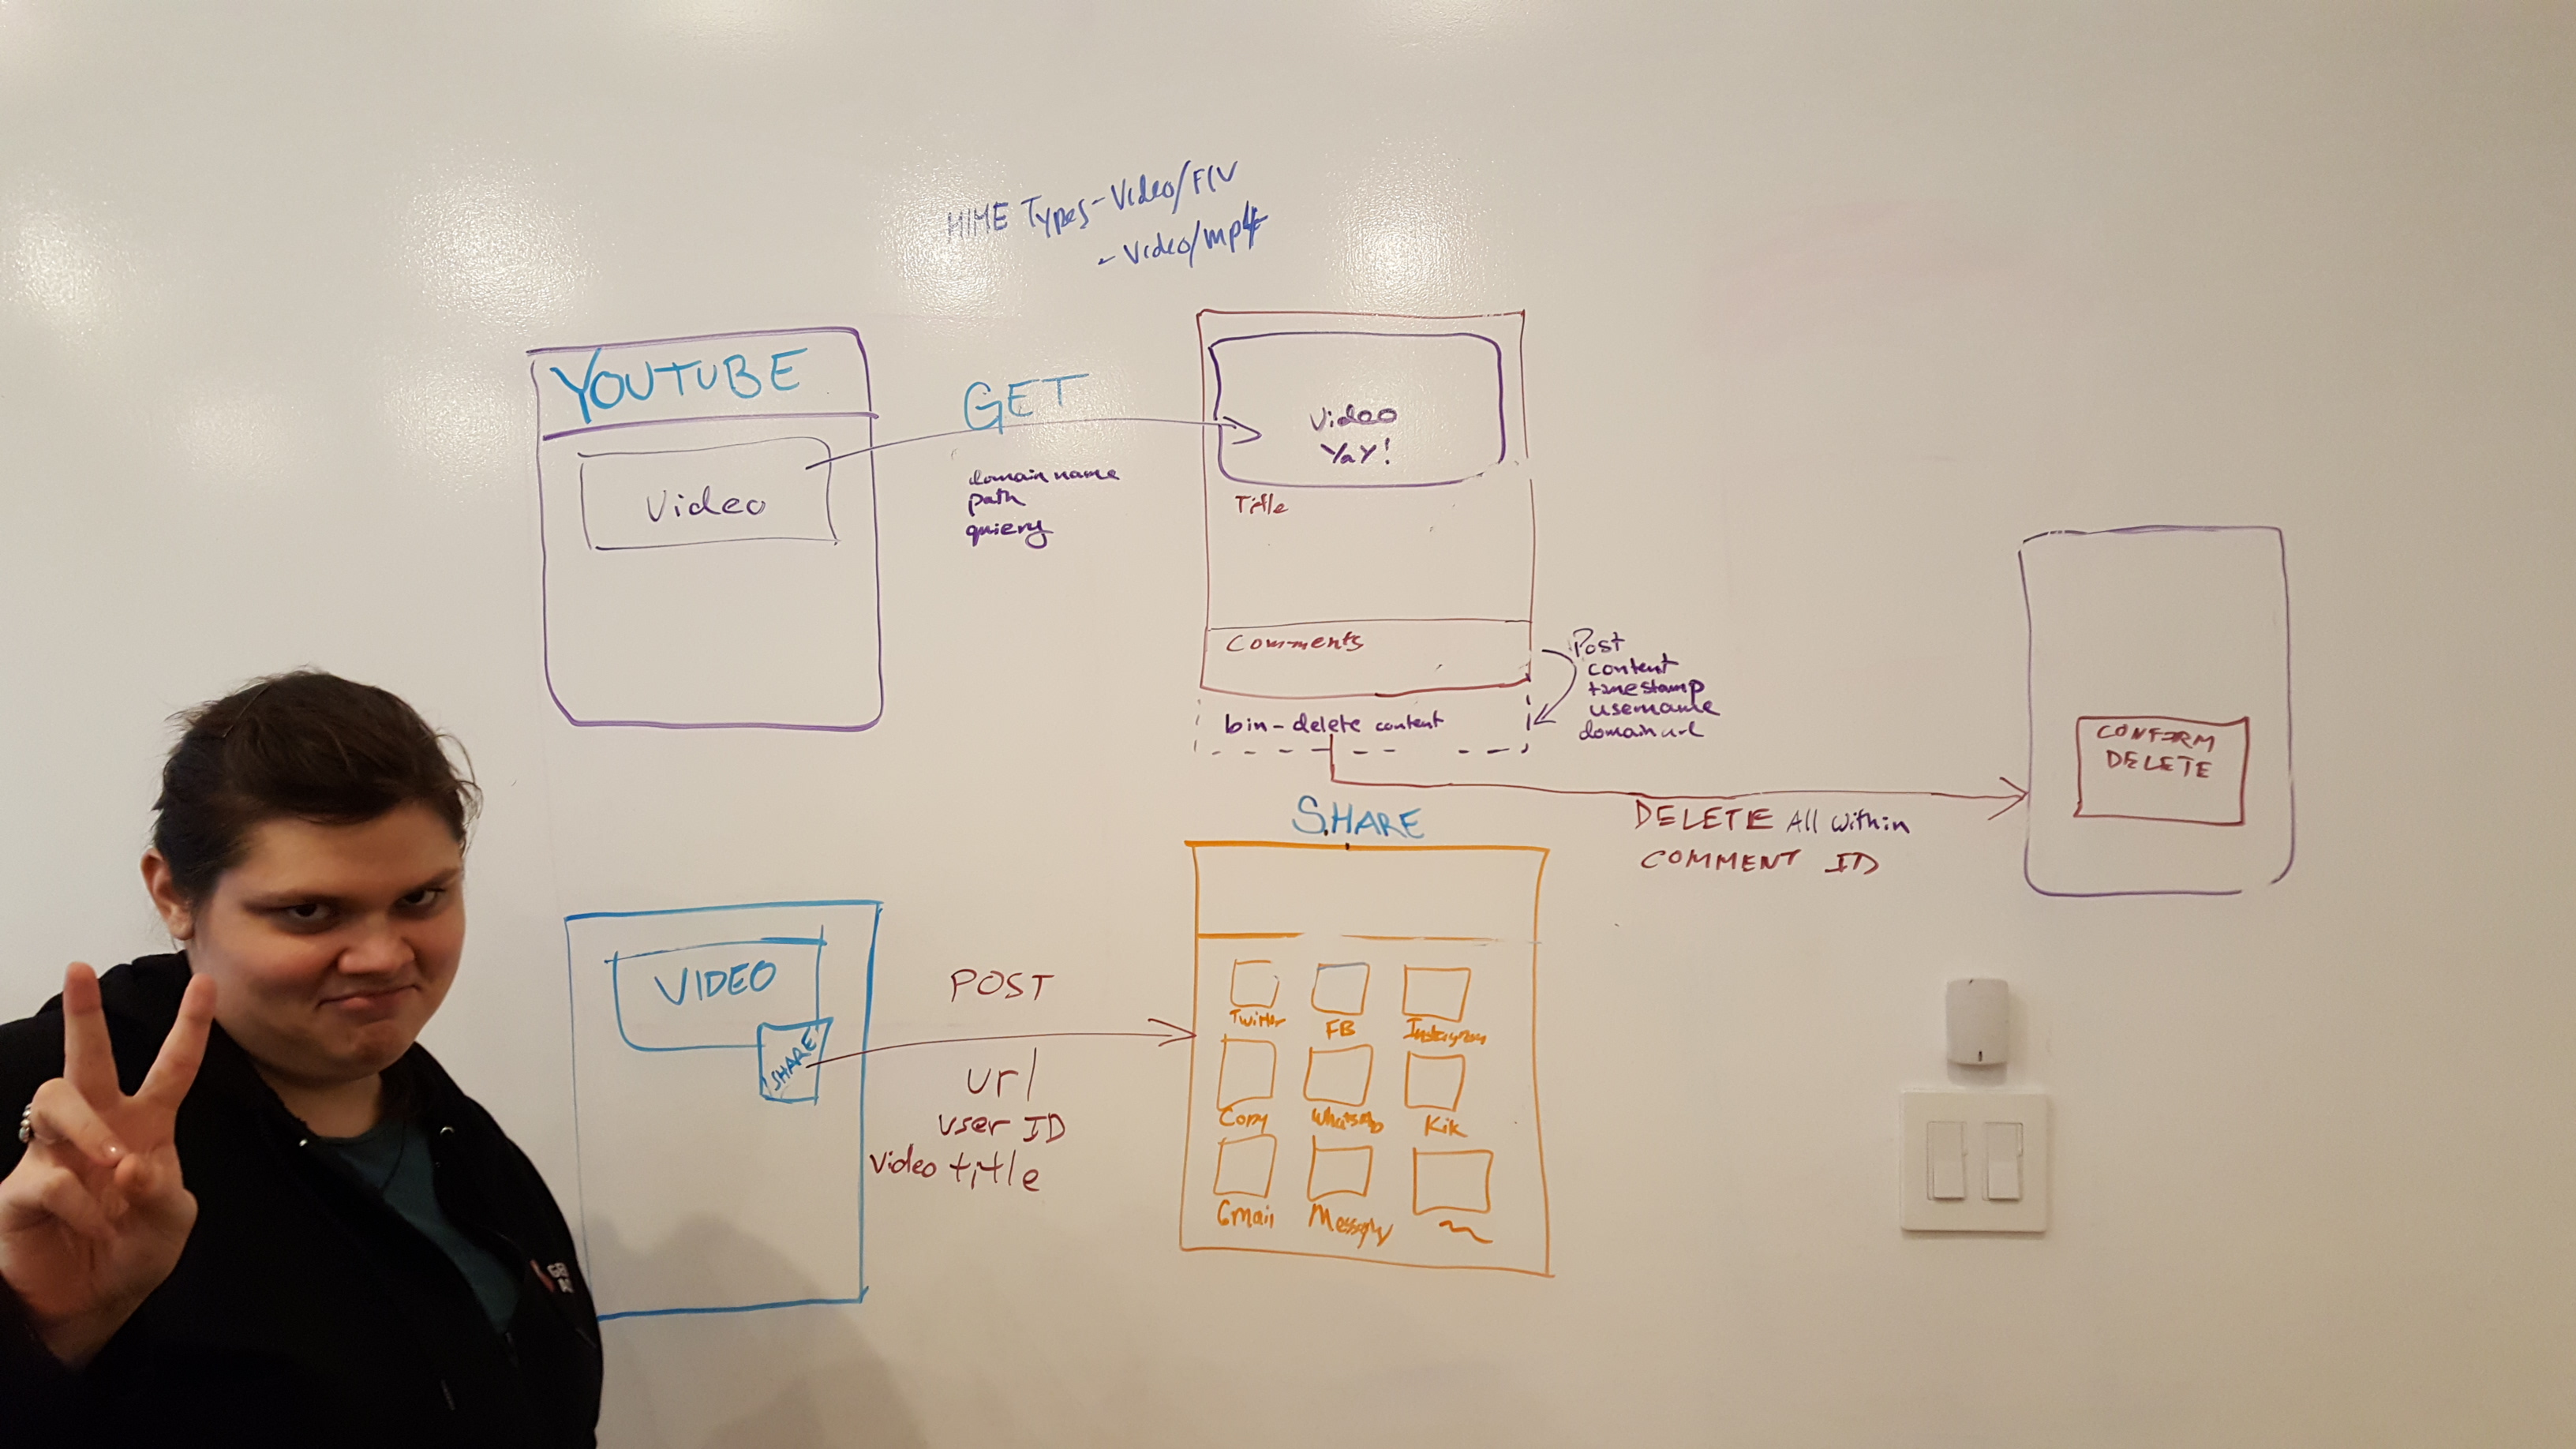 MIME Types - Video/FLV
- Video/mp4
YOUTUBE
Video
GET
domain name
path
quiery
Video
Yay!
Title
Comments
bin - delete content
Post
content
timestamp
username
domain url
DELETE All within
COMMENT ID
CONFIRM
DELETE
VIDEO
SHARE
POST
url
user ID
Video title
SHARE
Twitter
FB
Instagram
Copy
WhatsApp
Kik
Gmail